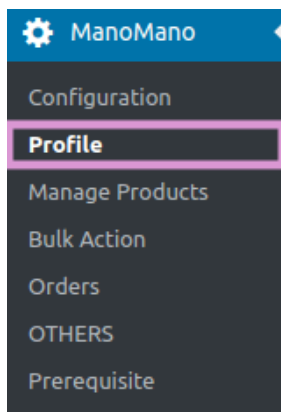 ManoMano
Configuration
Profile
Manage Products
Bulk Action
Orders
OTHERS
Prerequisite